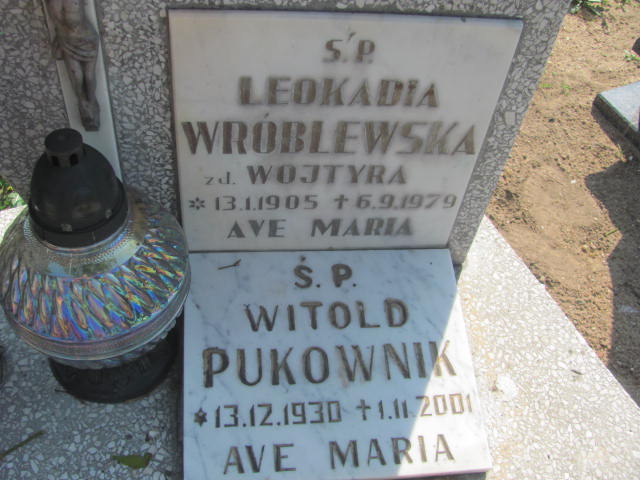 Ś.P.
LEOKADIA
WRÓBLEWSKA
zd. WOJTYRA
* 13.1.1905 + 6.9.1979
AVE MARIA
Ś.P.
WITOLD
PUKOWNIK
* 13.12.1930 + 1.11.2001
AVE MARIA